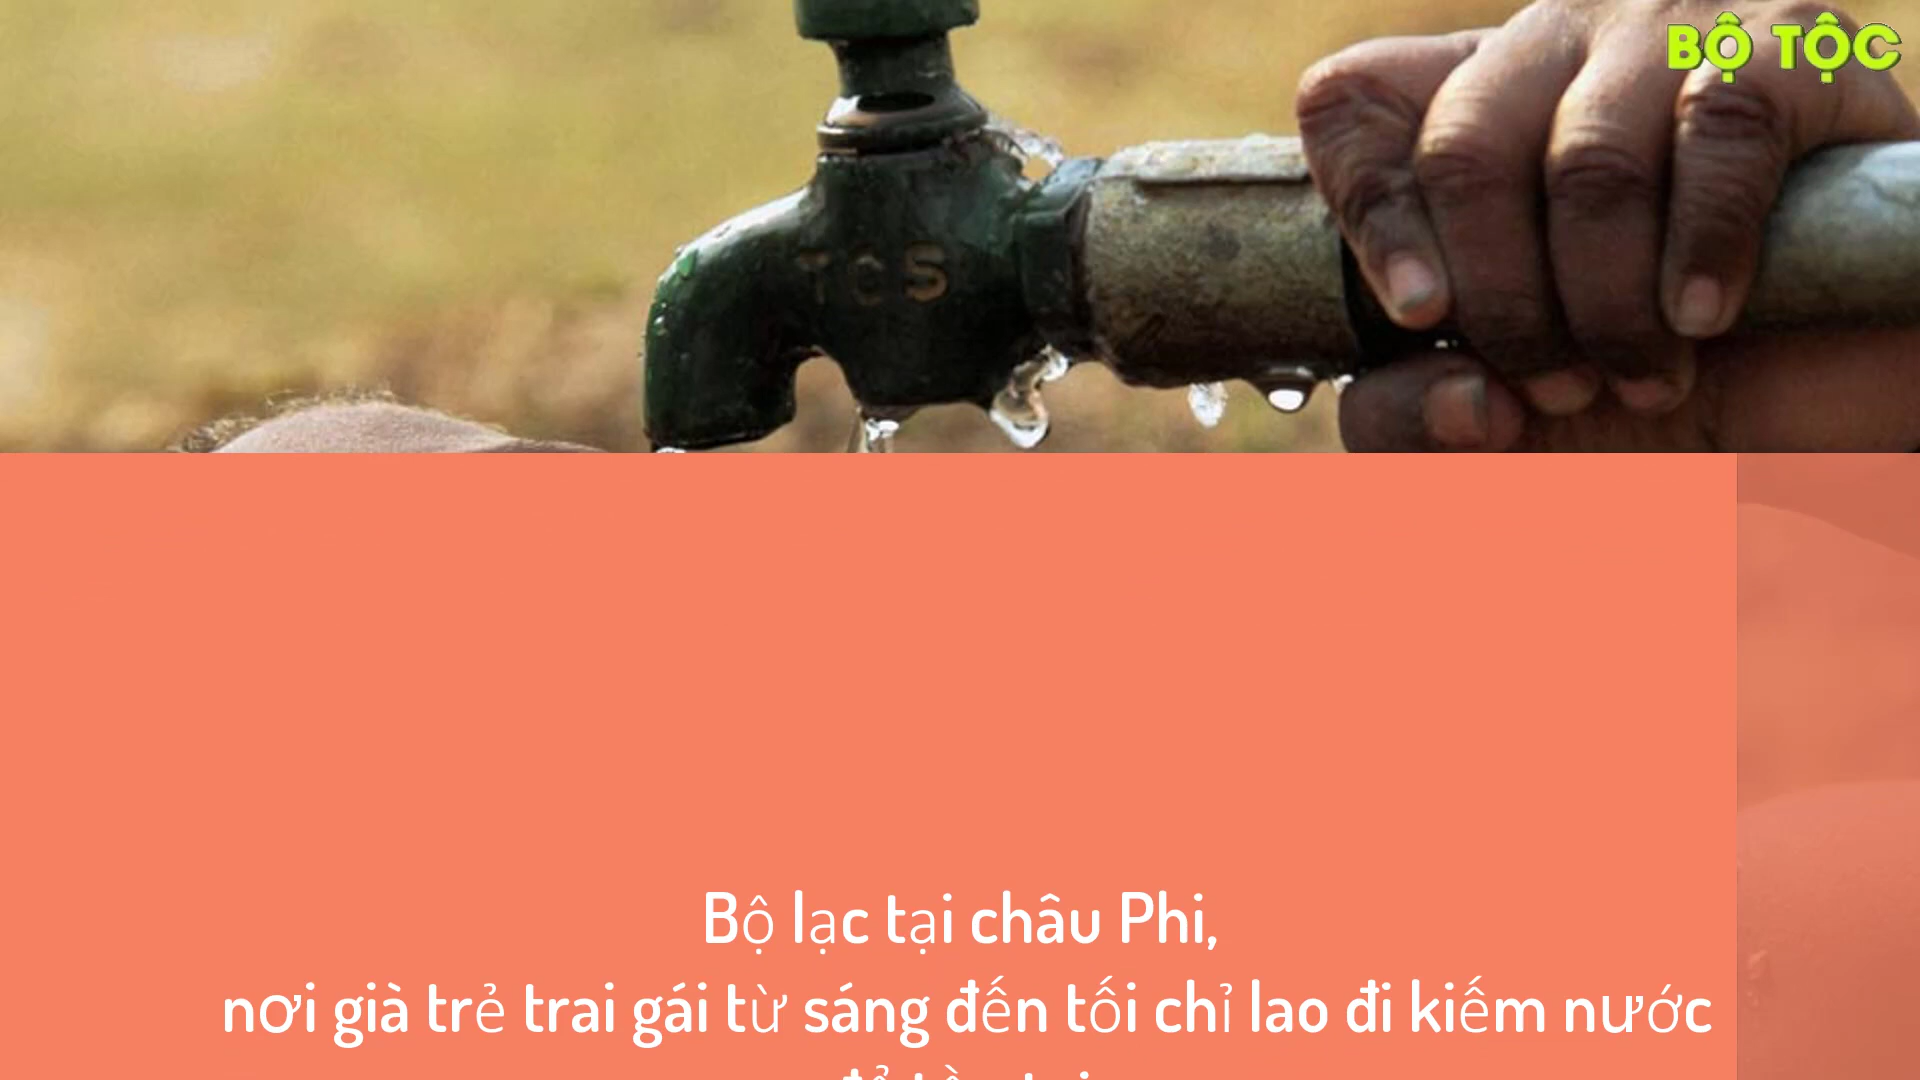 BỘ TỘC
TCS
Bộ lạc tại châu Phi,
nơi già trẻ trai gái từ sáng đến tối chỉ lao đi kiếm nước